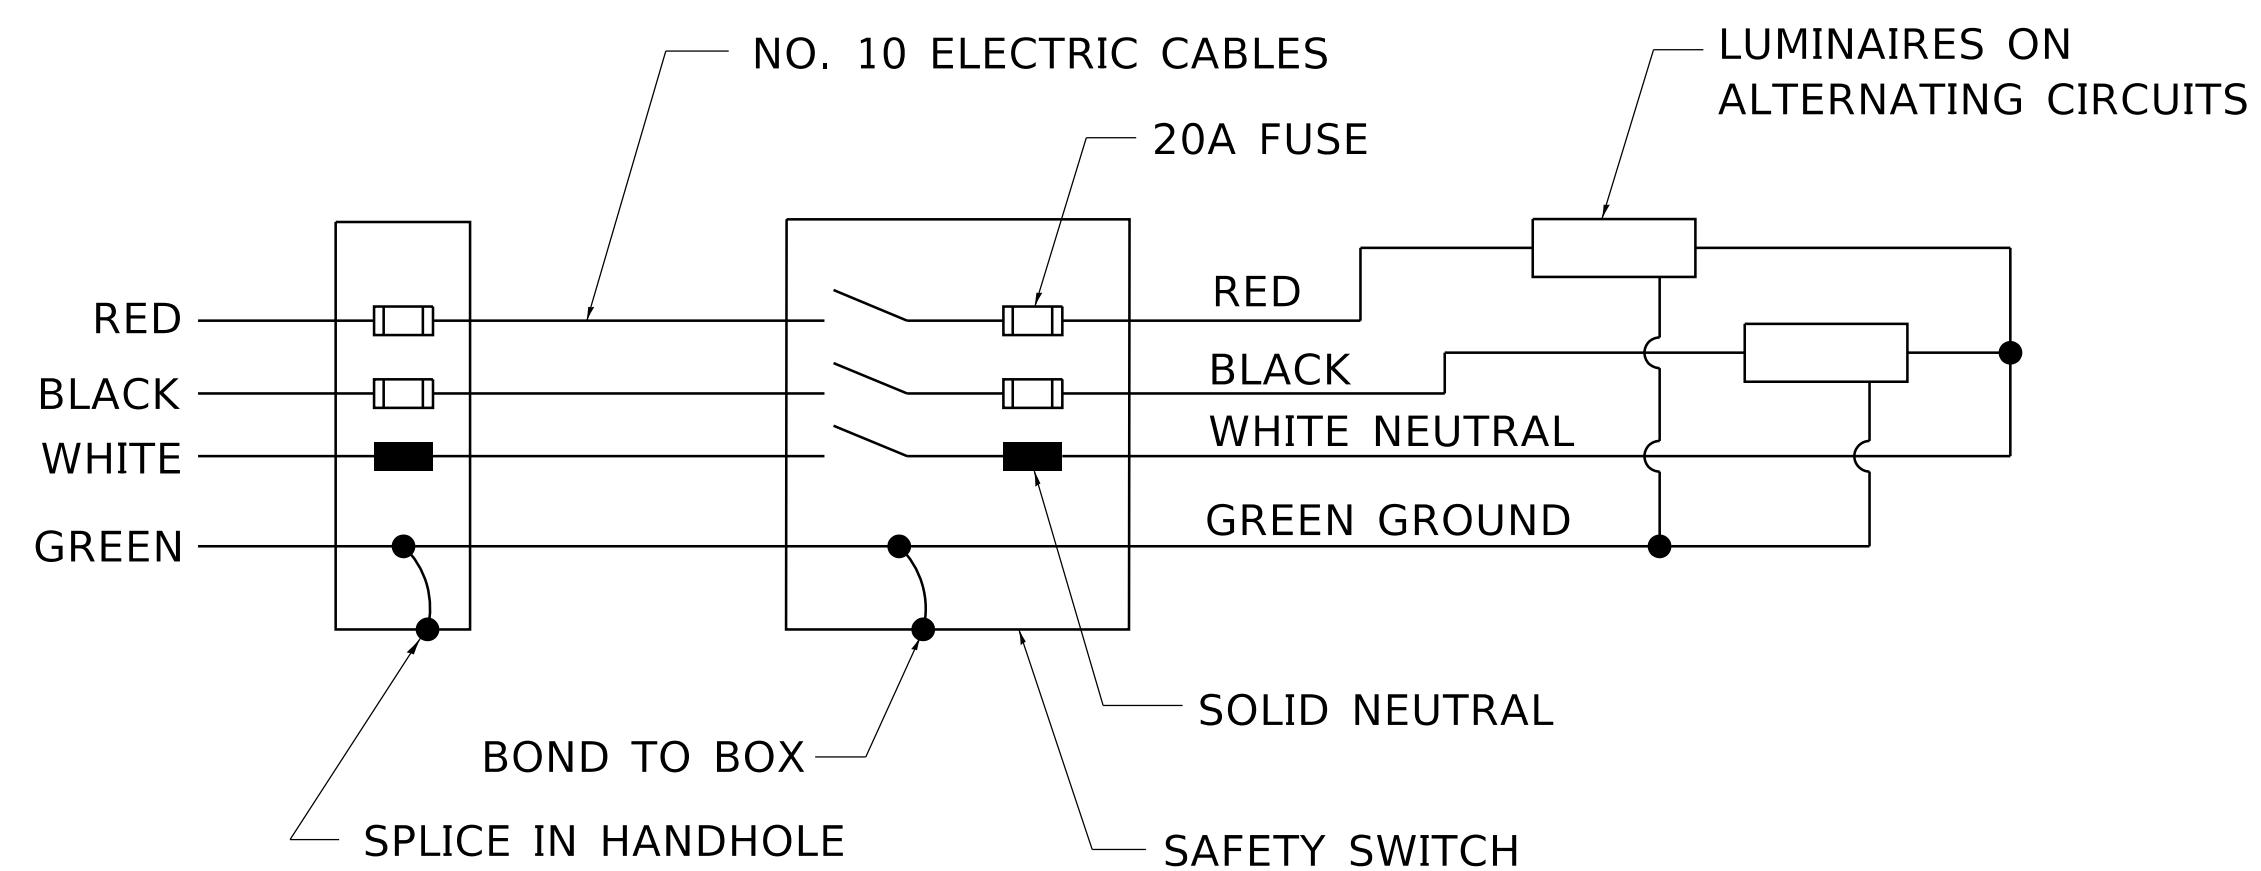 NO. 10 ELECTRIC CABLES
LUMINAIRES ON
ALTERNATING CIRCUITS
20A FUSE
RED
RED
BLACK
BLACK
WHITE NEUTRAL
WHITE
GREEN GROUND
GREEN
SOLID NEUTRAL
BOND TO BOX
SPLICE IN HANDHOLE
SAFETY SWITCH